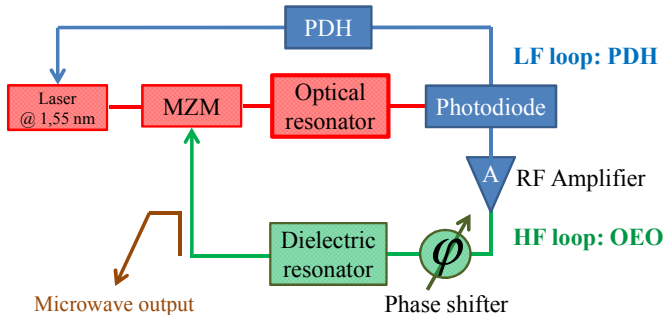 PDH
LF loop: PDH
Laser
@ 1,55 nm
MZM
Optical
resonator
Photodiode
A
RF Amplifier
Dielectric
resonator
φ
HF loop: OEO
Microwave output
Phase shifter